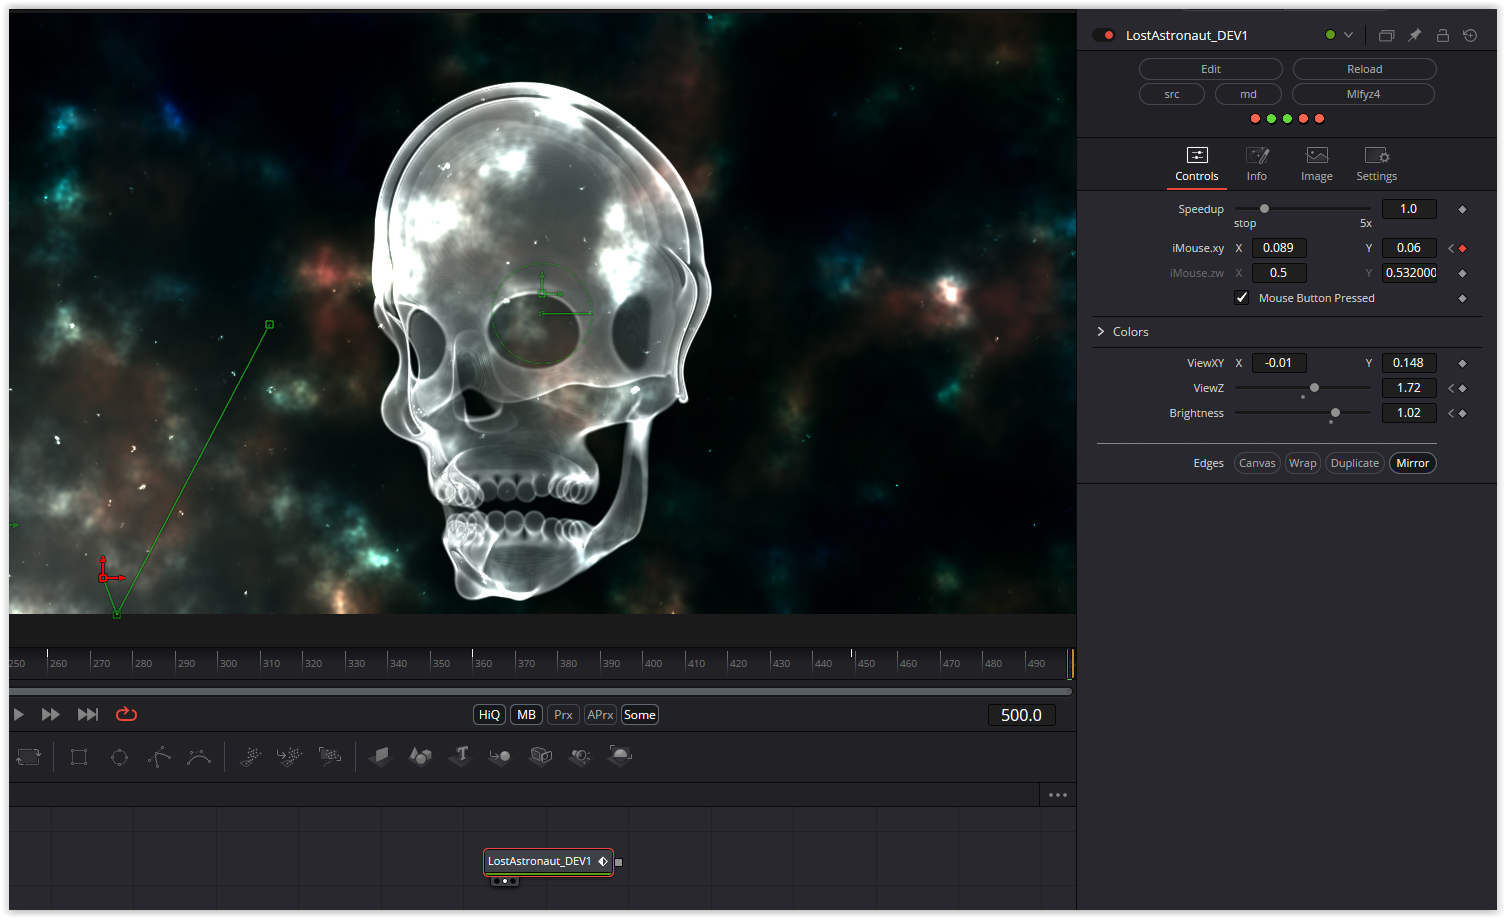 LostAstronaut_DEV1
Edit Reload
src md Mlfyz4
Controls Info Image Settings
Speedup 1.0
stop 5x
iMouse.xy X 0.089 Y 0.06
iMouse.zw X 0.5 Y 0.532000
Mouse Button Pressed
Colors
ViewXY X -0.01 Y 0.148
ViewZ 1.72
Brightness 1.02
Edges Canvas Wrap Duplicate Mirror
250 260 270 280 290 300 310 320 330 340 350 360 370 380 390 400 410 420 430 440 450 460 470 480 490
HiQ MB Prx APrx Some 500.0
T
LostAstronaut_DEV1